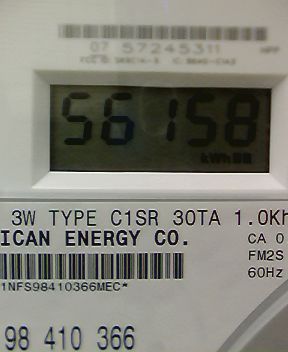 07 57245311
56158
kWh
3W TYPE C1SR 30TA 1.0Kh
ICAN ENERGY CO.
CA 0
FM2S
60Hz
1NFS98410366MEC*
98 410 366